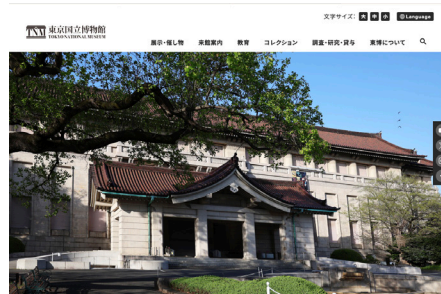 文字サイズ: 大 中 小 Language
東京国立博物館
TOKYO NATIONAL MUSEUM
展示・催し物 来館案内 教育 コレクション 調査・研究・貸与 東博について